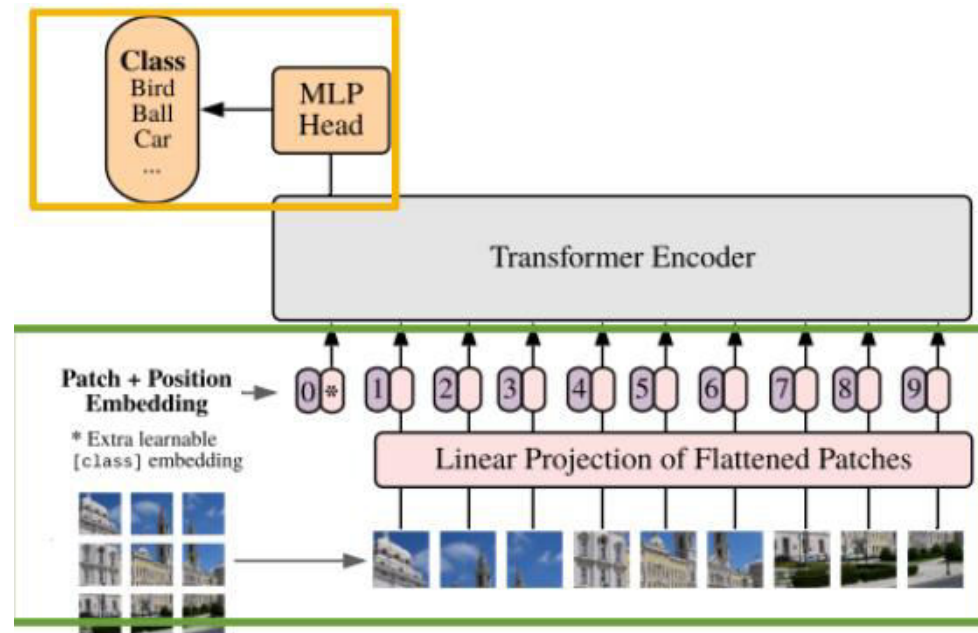 Class
Bird
Ball
Car
...
MLP
Head
Transformer Encoder
Patch + Position
Embedding
0 * 1 2 3 4 5 6 7 8 9
* Extra learnable
[class] embedding
Linear Projection of Flattened Patches